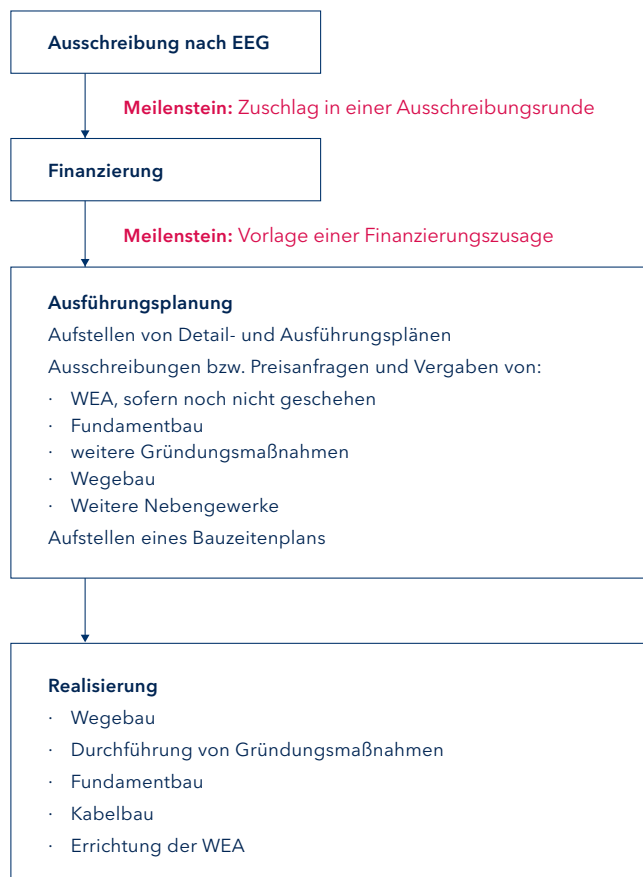 Ausschreibung nach EEG
Meilenstein: Zuschlag in einer Ausschreibungsrunde
Finanzierung
Meilenstein: Vorlage einer Finanzierungszusage
Ausführungsplanung
Aufstellen von Detail- und Ausführungsplänen
Ausschreibungen bzw. Preisanfragen und Vergaben von:
· WEA, sofern noch nicht geschehen
· Fundamentbau
· weitere Gründungsmaßnahmen
· Wegebau
· Weitere Nebengewerke
Aufstellen eines Bauzeitenplans
Realisierung
· Wegebau
· Durchführung von Gründungsmaßnahmen
· Fundamentbau
· Kabelbau
· Errichtung der WEA